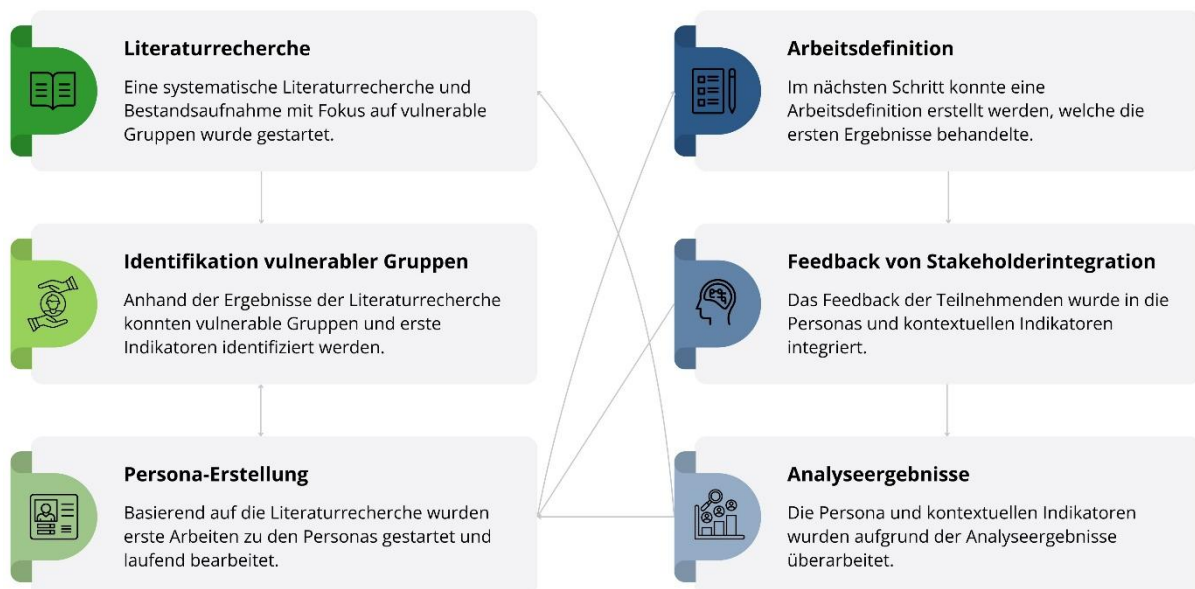 Literaturrecherche
Eine systematische Literaturrecherche und
Bestandsaufnahme mit Fokus auf vulnerable
Gruppen wurde gestartet.
Identifikation vulnerabler Gruppen
Anhand der Ergebnisse der Literaturrecherche
konnten vulnerable Gruppen und erste
Indikatoren identifiziert werden.
Persona-Erstellung
Basierend auf die Literaturrecherche wurden
erste Arbeiten zu den Personas gestartet und
laufend bearbeitet.
Arbeitsdefinition
Im nächsten Schritt konnte eine
Arbeitsdefinition erstellt werden, welche die
ersten Ergebnisse behandelte.
Feedback von Stakeholderintegration
Das Feedback der Teilnehmenden wurde in die
Personas und kontextuellen Indikatoren
integriert.
Analyseergebnisse
Die Persona und kontextuellen Indikatoren
wurden aufgrund der Analyseergebnisse
überarbeitet.